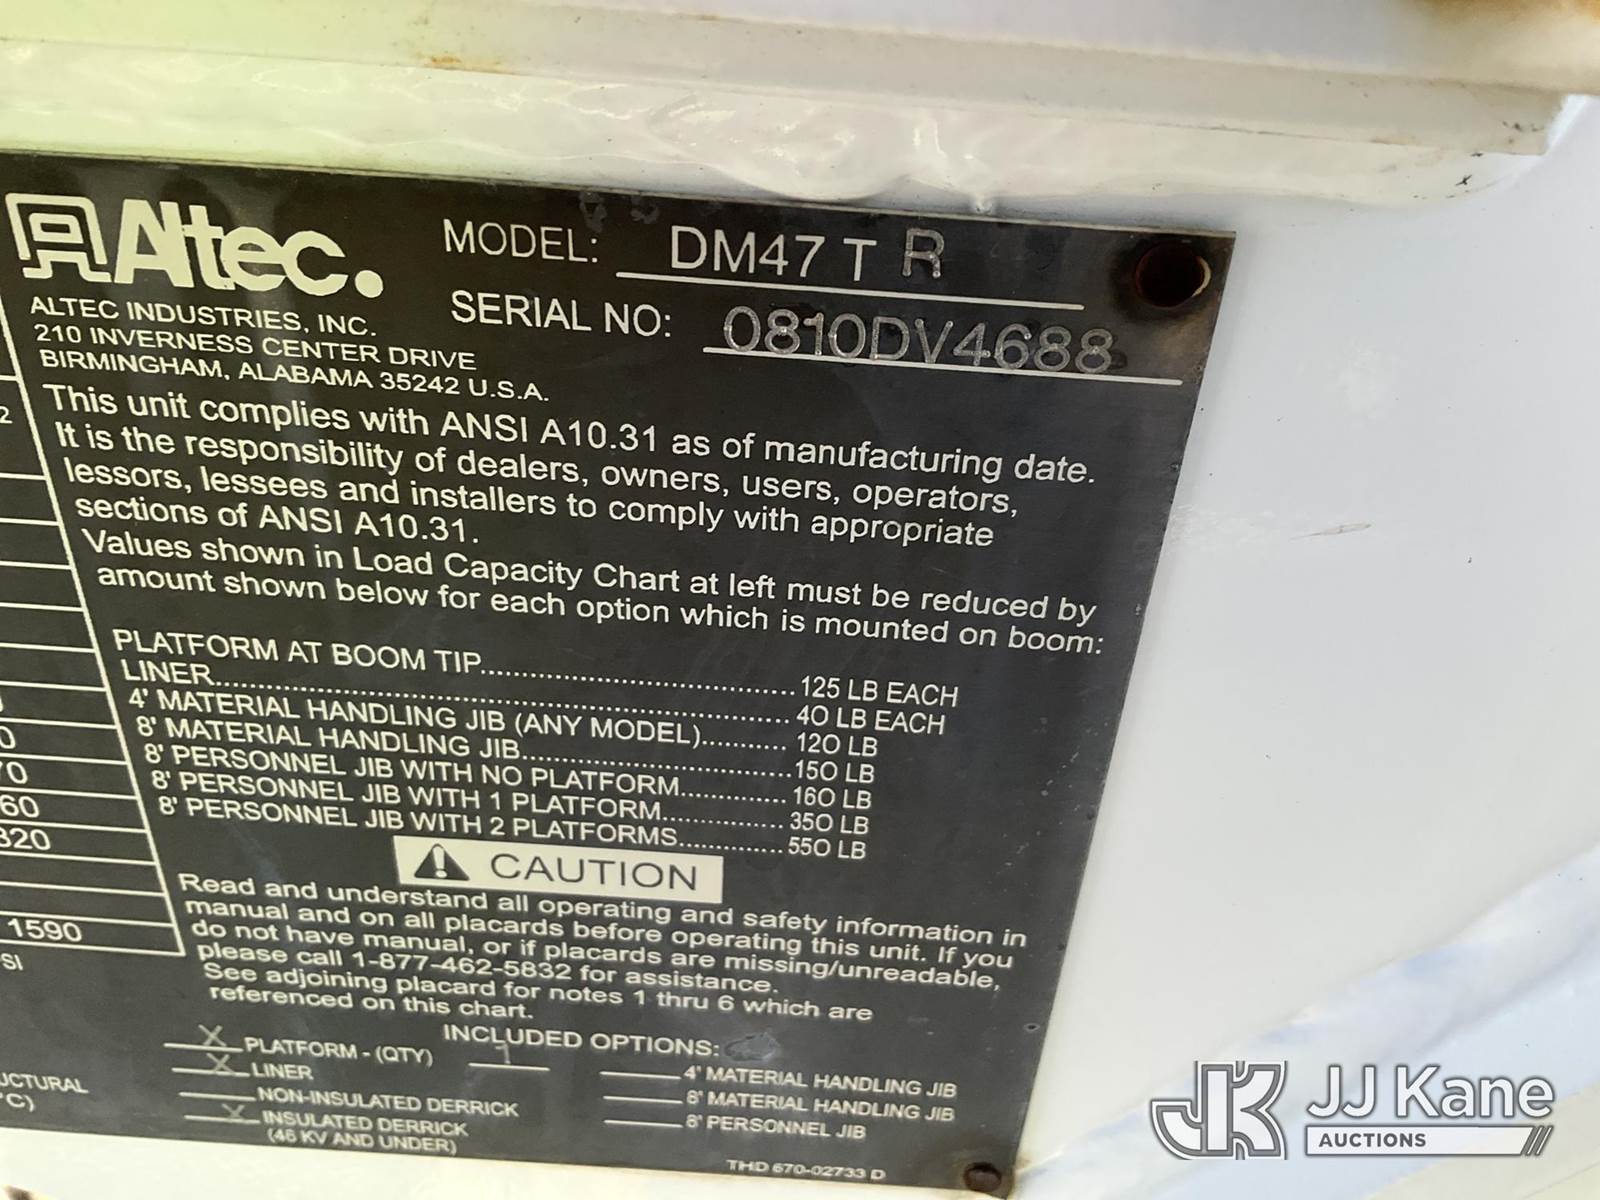 Altec.
MODEL: DM47 T R
SERIAL NO: 0810DV4688
ALTEC INDUSTRIES, INC.
210 INVERNESS CENTER DRIVE
BIRMINGHAM, ALABAMA 35242 U.S.A.
This unit complies with ANSI A10.31 as of manufacturing date.
It is the responsibility of dealers, owners, users, operators,
lessors, lessees and installers to comply with appropriate
sections of ANSI A10.31.
Values shown in Load Capacity Chart at left must be reduced by
amount shown below for each option which is mounted on boom:
PLATFORM AT BOOM TIP.......125 LB EACH
LINER.......40 LB EACH
4' MATERIAL HANDLING JIB (ANY MODEL).......120 LB
8' MATERIAL HANDLING JIB.......150 LB
8' PERSONNEL JIB WITH NO PLATFORM.......160 LB
8' PERSONNEL JIB WITH 1 PLATFORM.......350 LB
8' PERSONNEL JIB WITH 2 PLATFORMS.......550 LB
CAUTION
Read and understand all operating and safety information in
manual and on all placards before operating this unit. If you
do not have manual, or if placards are missing/unreadable,
please call 1-877-462-5832 for assistance.
See adjoining placard for notes 1 thru 6 which are
referenced on this chart.
INCLUDED OPTIONS:
X PLATFORM - (QTY) 1
X LINER
NON-INSULATED DERRICK
X INSULATED DERRICK
(46 KV AND UNDER)
4' MATERIAL HANDLING JIB
8' MATERIAL HANDLING JIB
8' PERSONNEL JIB
THD 670-02733 D
2
60
320
1590
JJ Kane
AUCTIONS